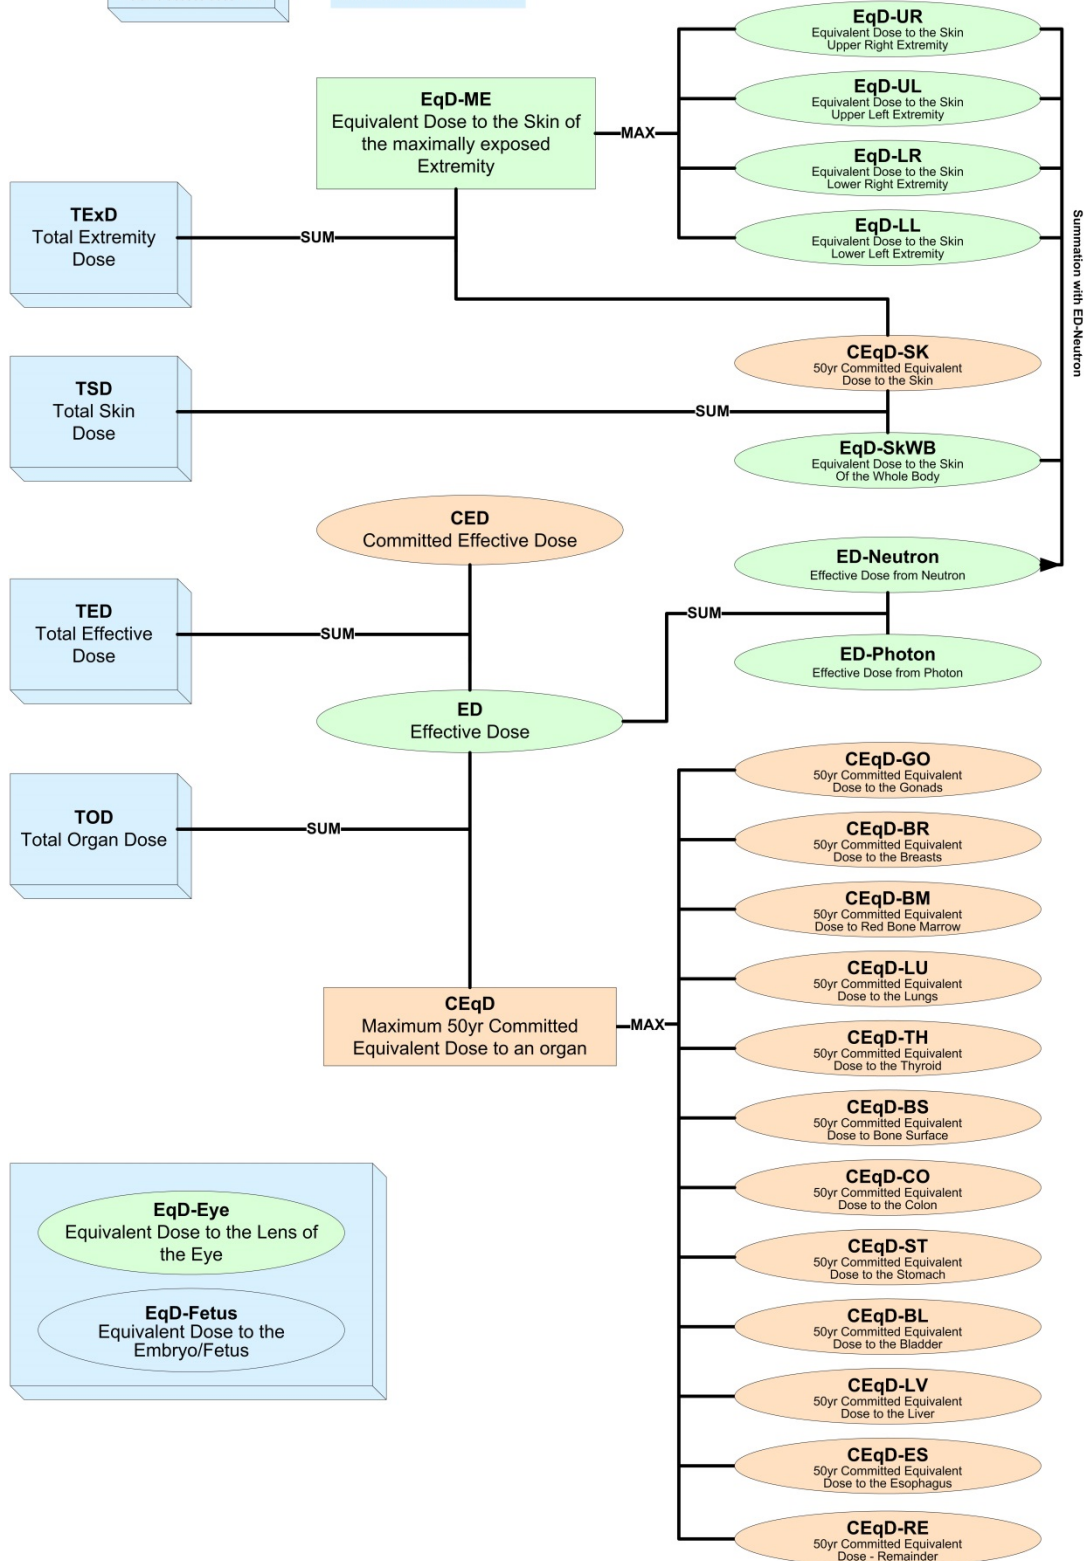 EqD-UR
Equivalent Dose to the Skin
Upper Right Extremity
EqD-UL
Equivalent Dose to the Skin
Upper Left Extremity
EqD-LR
Equivalent Dose to the Skin
Lower Right Extremity
EqD-LL
Equivalent Dose to the Skin
Lower Left Extremity
EqD-ME
Equivalent Dose to the Skin of
the maximally exposed
Extremity
MAX
Summation with ED-Neutron
TExD
Total Extremity
Dose
SUM
CEqD-SK
50yr Committed Equivalent
Dose to the Skin
TSD
Total Skin
Dose
SUM
EqD-SkWB
Equivalent Dose to the Skin
Of the Whole Body
CED
Committed Effective Dose
ED-Neutron
Effective Dose from Neutron
TED
Total Effective
Dose
SUM
SUM
ED-Photon
Effective Dose from Photon
ED
Effective Dose
TOD
Total Organ Dose
SUM
CEqD
Maximum 50yr Committed
Equivalent Dose to an organ
MAX
CEqD-GO
50yr Committed Equivalent
Dose to the Gonads
CEqD-BR
50yr Committed Equivalent
Dose to the Breasts
CEqD-BM
50yr Committed Equivalent
Dose to Red Bone Marrow
CEqD-LU
50yr Committed Equivalent
Dose to the Lungs
CEqD-TH
50yr Committed Equivalent
Dose to the Thyroid
CEqD-BS
50yr Committed Equivalent
Dose to Bone Surface
CEqD-CO
50yr Committed Equivalent
Dose to the Colon
CEqD-ST
50yr Committed Equivalent
Dose to the Stomach
CEqD-BL
50yr Committed Equivalent
Dose to the Bladder
CEqD-LV
50yr Committed Equivalent
Dose to the Liver
CEqD-ES
50yr Committed Equivalent
Dose to the Esophagus
CEqD-RE
50yr Committed Equivalent
Dose - Remainder
EqD-Eye
Equivalent Dose to the Lens of
the Eye
EqD-Fetus
Equivalent Dose to the
Embryo/Fetus